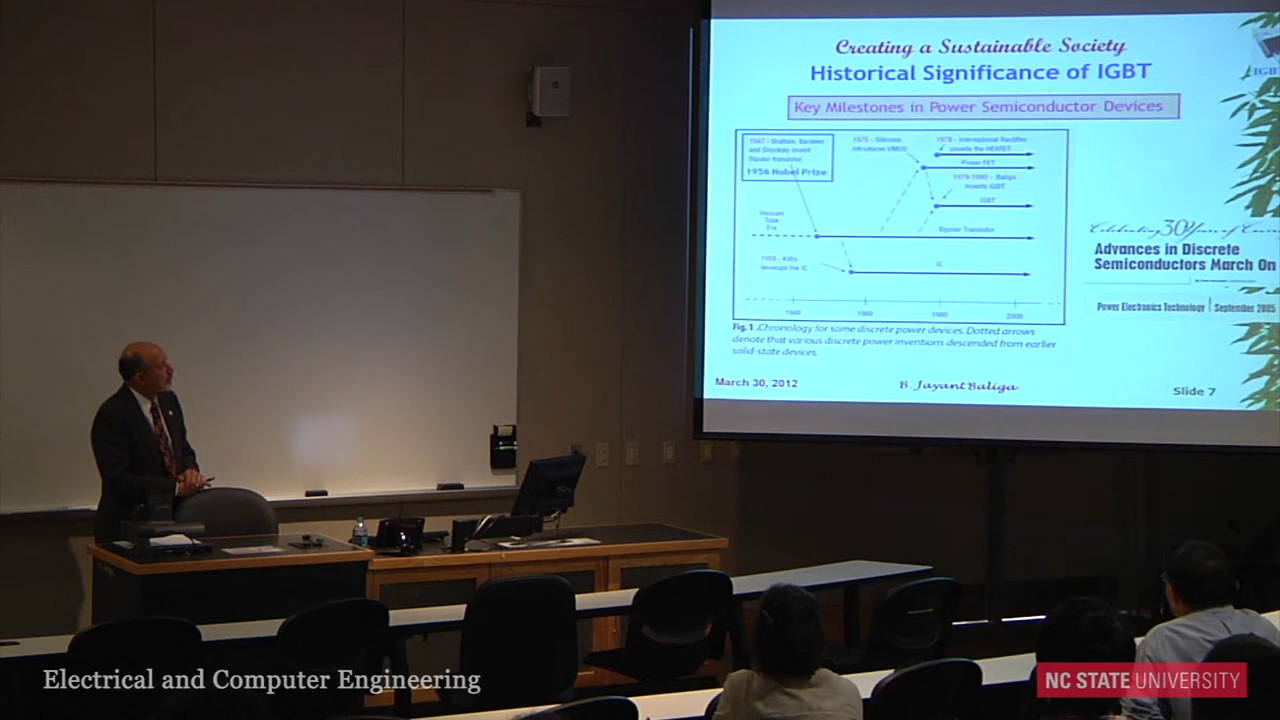 Creating a Sustainable Society
Historical Significance of IGBT
IGB
Key Milestones in Power Semiconductor Devices
1947 - Brattain, Bardeen
and Shockley invent
Bipolar transistor
1956 Nobel Prize
1975 - Siliconix
introduces VMOS
1978 - International Rectifier
unveils the HEXFET
Power FET
1979-1980 - Baliga
invents IGBT
IGBT
Vacuum
Tube
Era
Bipolar Transistor
1958 - Kilby
develops the IC
IC
1940
1960
1980
2000
Celebrating 30 Years of
Advances in Discrete
Semiconductors March On
Power Electronics Technology | September 2005
Fig. 1. Chronology for some discrete power devices. Dotted arrows
denote that various discrete power inventions descended from earlier
solid-state devices.
March 30, 2012
B. Jayant Baliga
Slide 7
Electrical and Computer Engineering
NC STATE UNIVERSITY